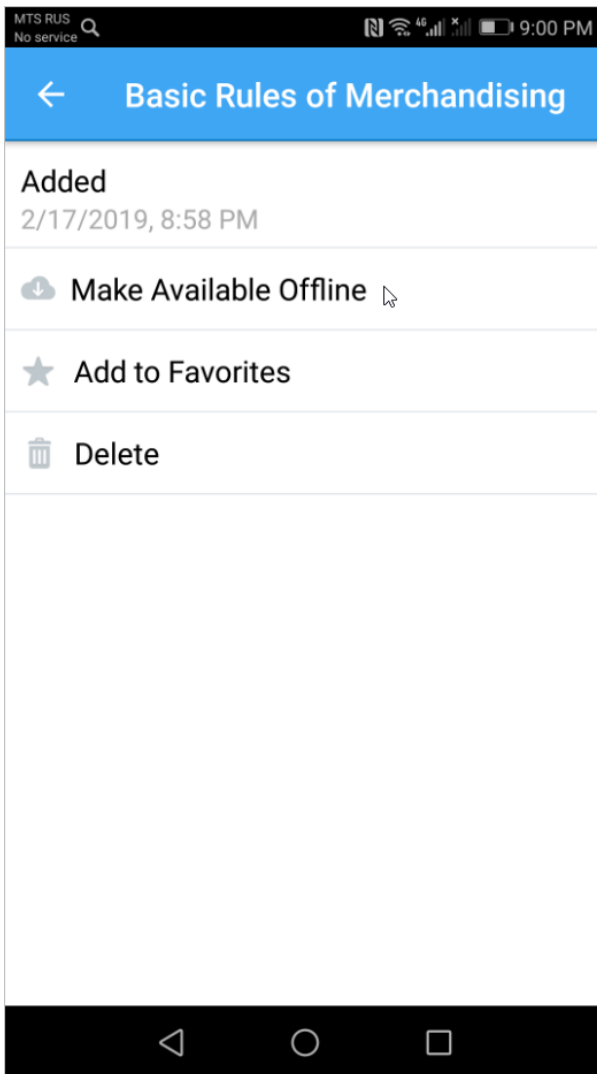 MTS RUS
No service
4G
9:00 PM
Basic Rules of Merchandising
Added
2/17/2019, 8:58 PM
Make Available Offline
Add to Favorites
Delete